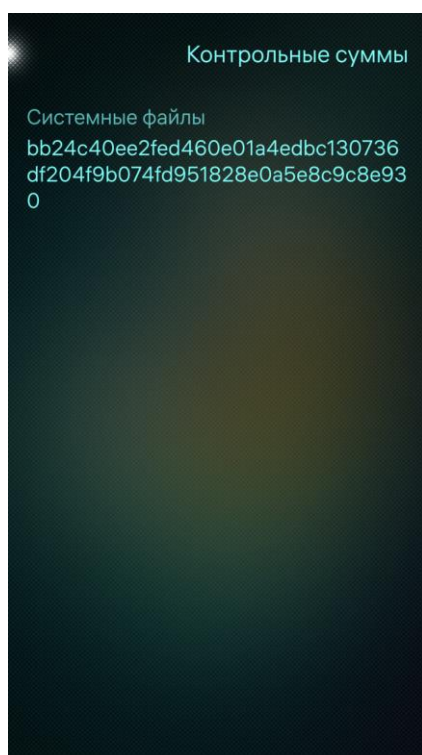 Контрольные суммы
Системные файлы
bb24c40ee2fed460e01a4edbc130736
df204f9b074fd951828e0a5e8c9c8e93
0